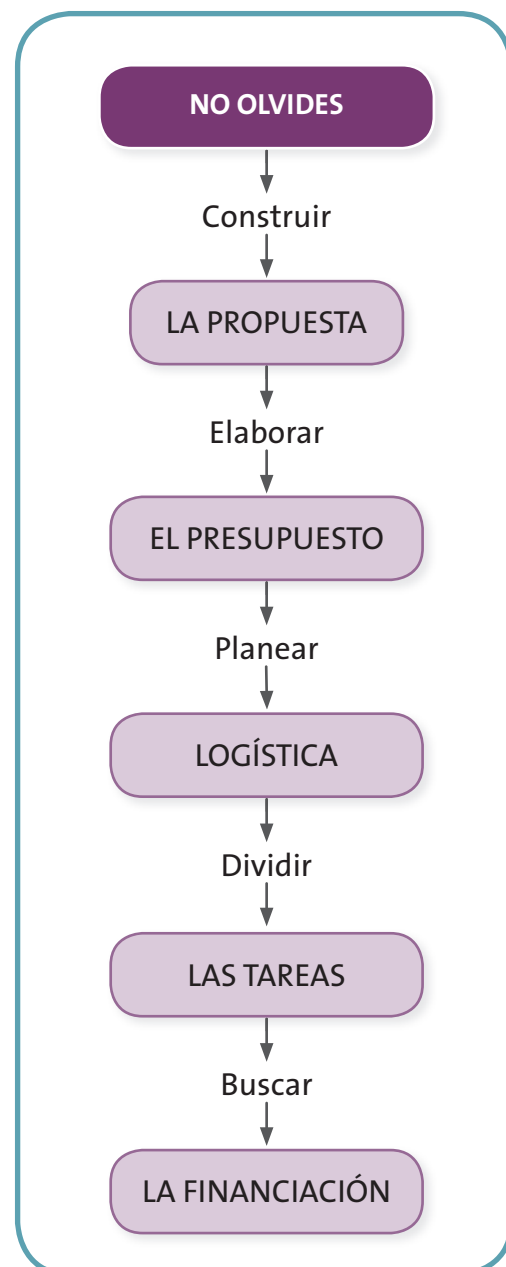 NO OLVIDES
Construir
LA PROPUESTA
Elaborar
EL PRESUPUESTO
Planear
LOGÍSTICA
Dividir
LAS TAREAS
Buscar
LA FINANCIACIÓN